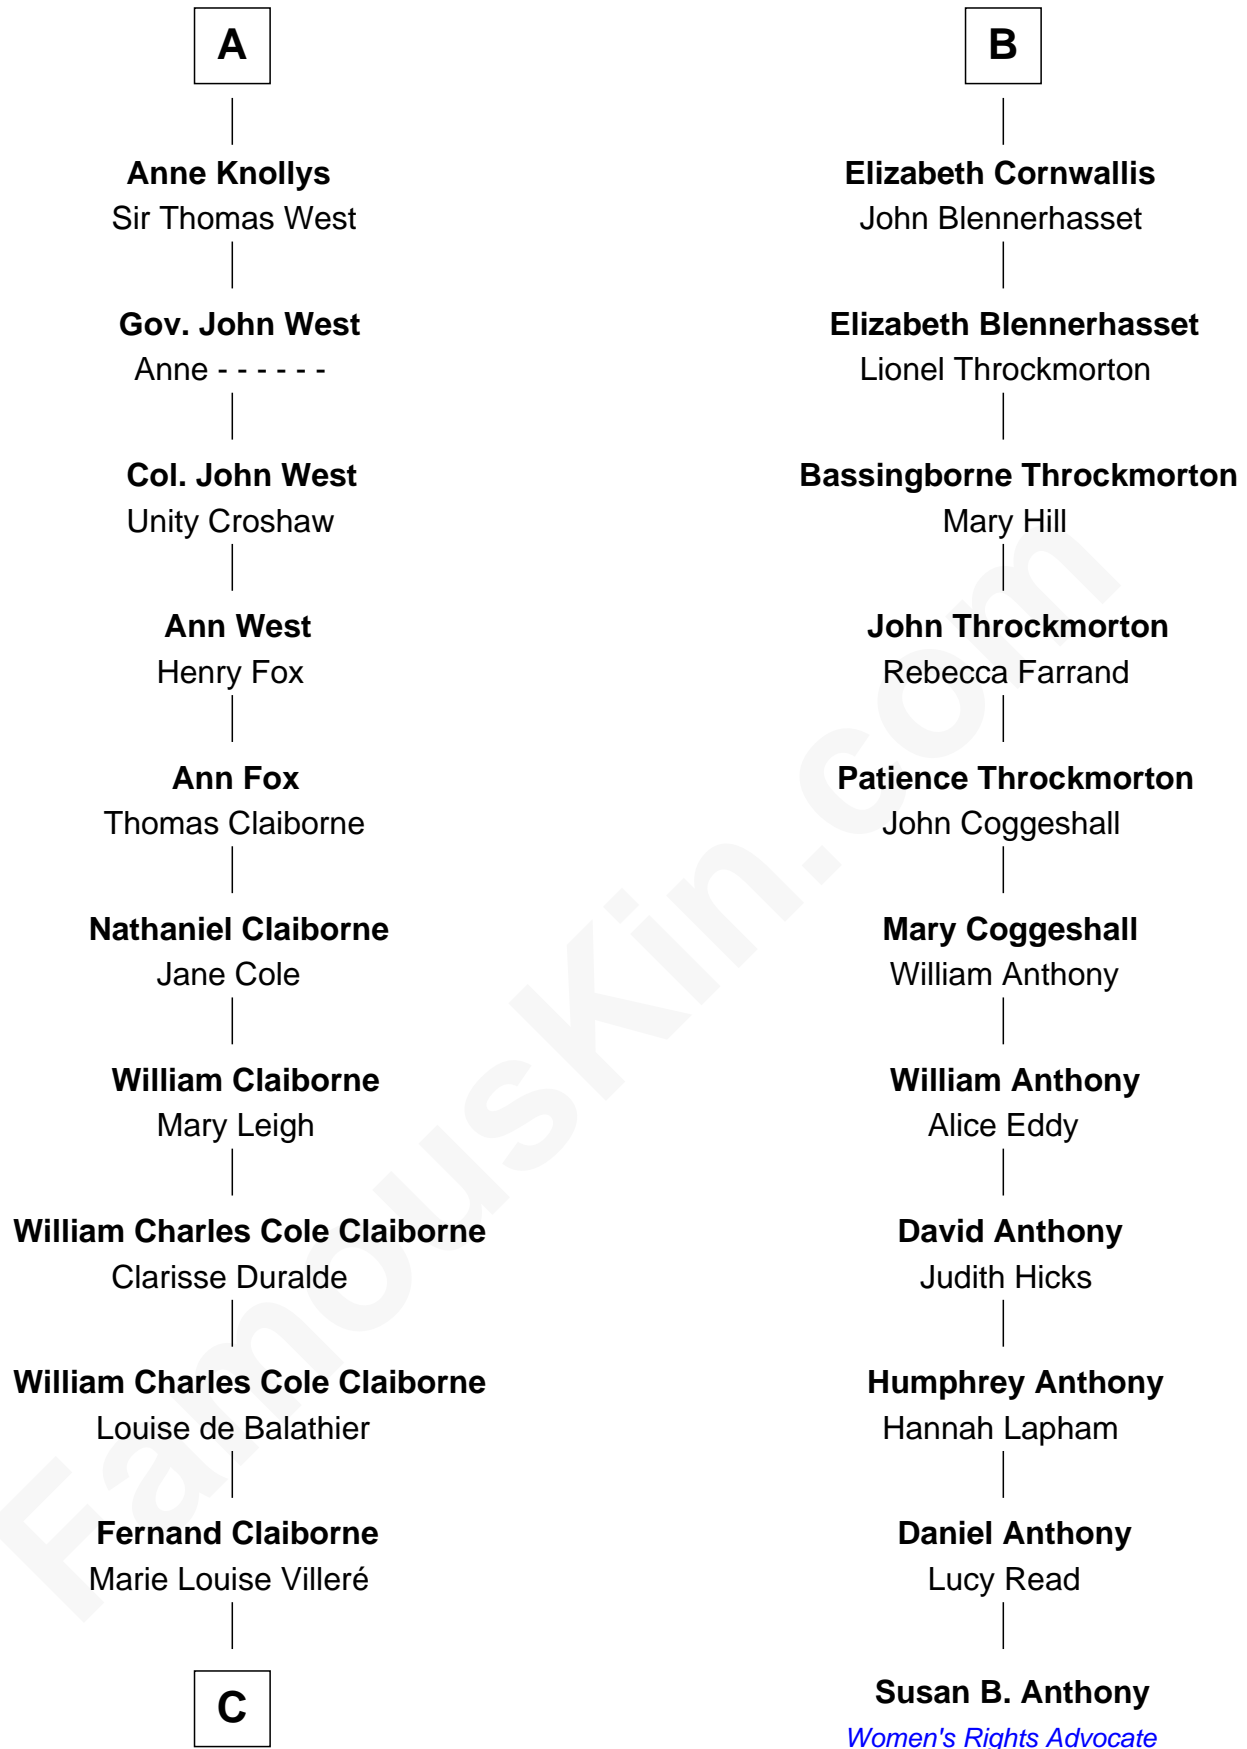 A
Anne Knollys
Sir Thomas West
Gov. John West
Anne - - - - - -
Col. John West
Unity Croshaw
Ann West
Henry Fox
Ann Fox
Thomas Claiborne
Nathaniel Claiborne
Jane Cole
William Claiborne
Mary Leigh
William Charles Cole Claiborne
Clarisse Duralde
William Charles Cole Claiborne
Louise de Balathier
Fernand Claiborne
Marie Louise Villeré
C
B
Elizabeth Cornwallis
John Blennerhasset
Elizabeth Blennerhasset
Lionel Throckmorton
Bassingborne Throckmorton
Mary Hill
John Throckmorton
Rebecca Farrand
Patience Throckmorton
John Coggeshall
Mary Coggeshall
William Anthony
William Anthony
Alice Eddy
David Anthony
Judith Hicks
Humphrey Anthony
Hannah Lapham
Daniel Anthony
Lucy Read
Susan B. Anthony
Women's Rights Advocate
FamousKin.com